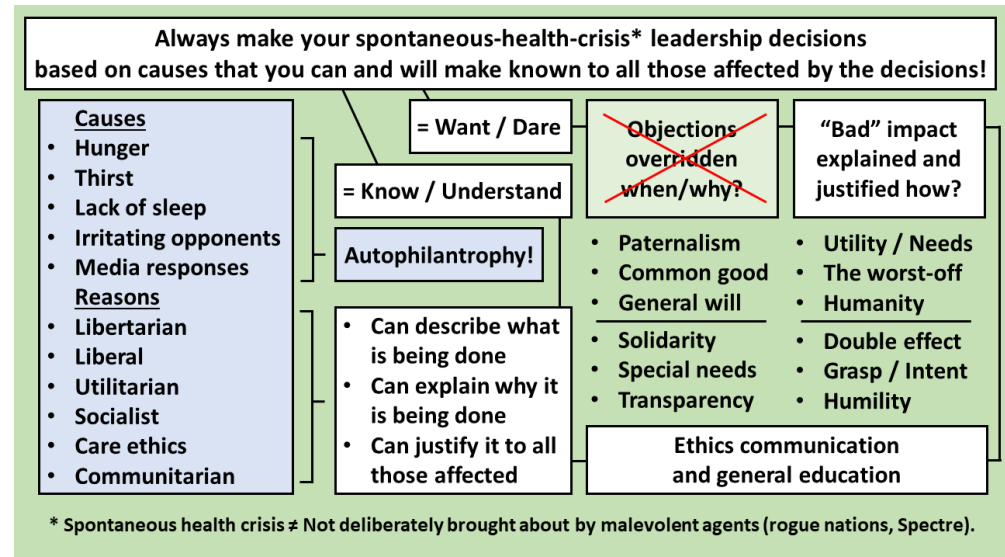 Always make your spontaneous-health-crisis* leadership decisions
based on causes that you can and will make known to all those affected by the decisions!
Causes
• Hunger
• Thirst
• Lack of sleep
• Irritating opponents
• Media responses
Reasons
• Libertarian
• Liberal
• Utilitarian
• Socialist
• Care ethics
• Communitarian
= Want / Dare
= Know / Understand
Autophilantropy!
• Can describe what
is being done
• Can explain why it
is being done
• Can justify it to all
those affected
Objections
overridden
when/why?
• Paternalism
• Common good
• General will
• Solidarity
• Special needs
• Transparency
“Bad” impact
explained and
justified how?
• Utility / Needs
• The worst-off
• Humanity
• Double effect
• Grasp / Intent
• Humility
Ethics communication
and general education
* Spontaneous health crisis ≠ Not deliberately brought about by malevolent agents (rogue nations, Spectre).